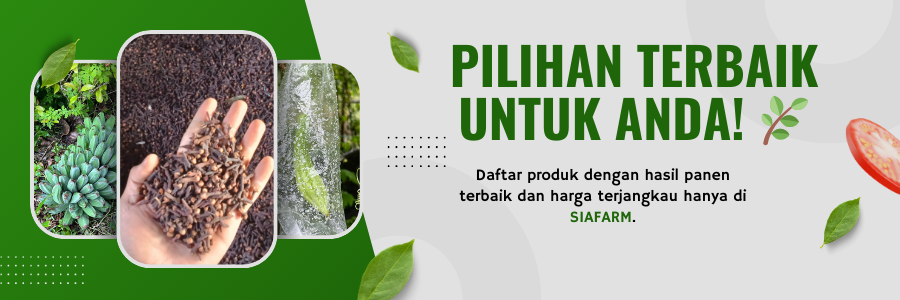 PILIHAN TERBAIK
UNTUK ANDA!
Daftar produk dengan hasil panen
terbaik dan harga terjangkau hanya di
SIAFARM.